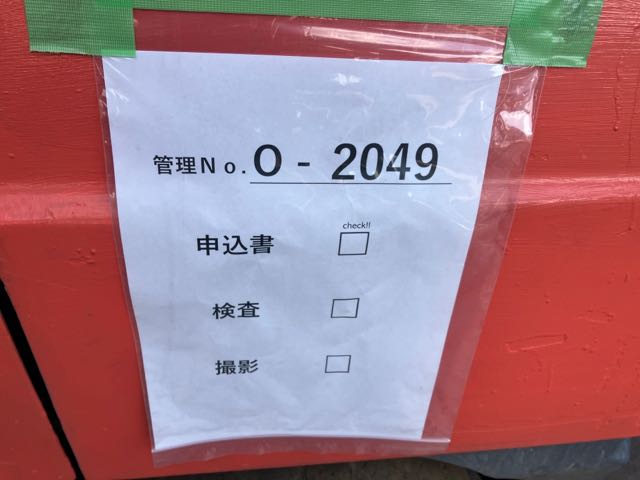 管理No. O - 2049
check!!
申込書 □
検査 □
撮影 □